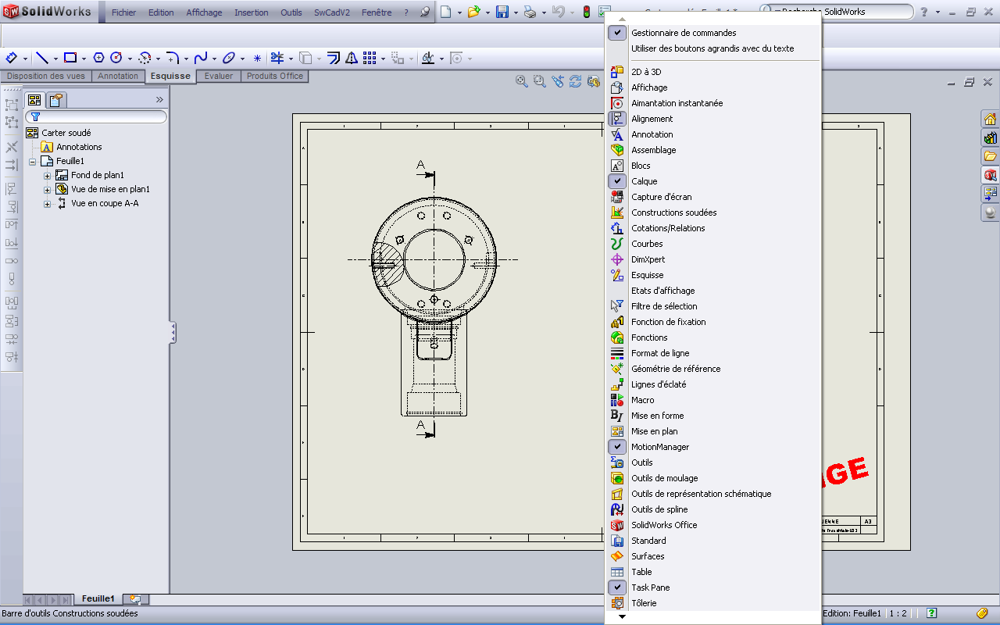 SolidWorks
Fichier Edition Affichage Insertion Outils SwCadV2 Fenêtre ?
Recherche SolidWorks
Disposition des vues Annotation Esquisse Evaluer Produits Office
Carter soudé
Annotations
Feuille1
Fond de plan1
Vue de mise en plan1
Vue en coupe A-A
A
A
Gestionnaire de commandes
Utiliser des boutons agrandis avec du texte
2D à 3D
Affichage
Aimantation instantanée
Alignement
Annotation
Assemblage
Blocs
Calque
Capture d'écran
Constructions soudées
Cotations/Relations
Courbes
DimXpert
Esquisse
Etats d'affichage
Filtre de sélection
Fonction de fixation
Fonctions
Format de ligne
Géométrie de référence
Lignes d'éclaté
Macro
Mise en forme
Mise en plan
MotionManager
Outils
Outils de moulage
Outils de représentation schématique
Outils de spline
SolidWorks Office
Standard
Surfaces
Table
Task Pane
Tôlerie
GE
A3
Feuille1
Barre d'outils Constructions soudées
Edition: Feuille1 1 : 2